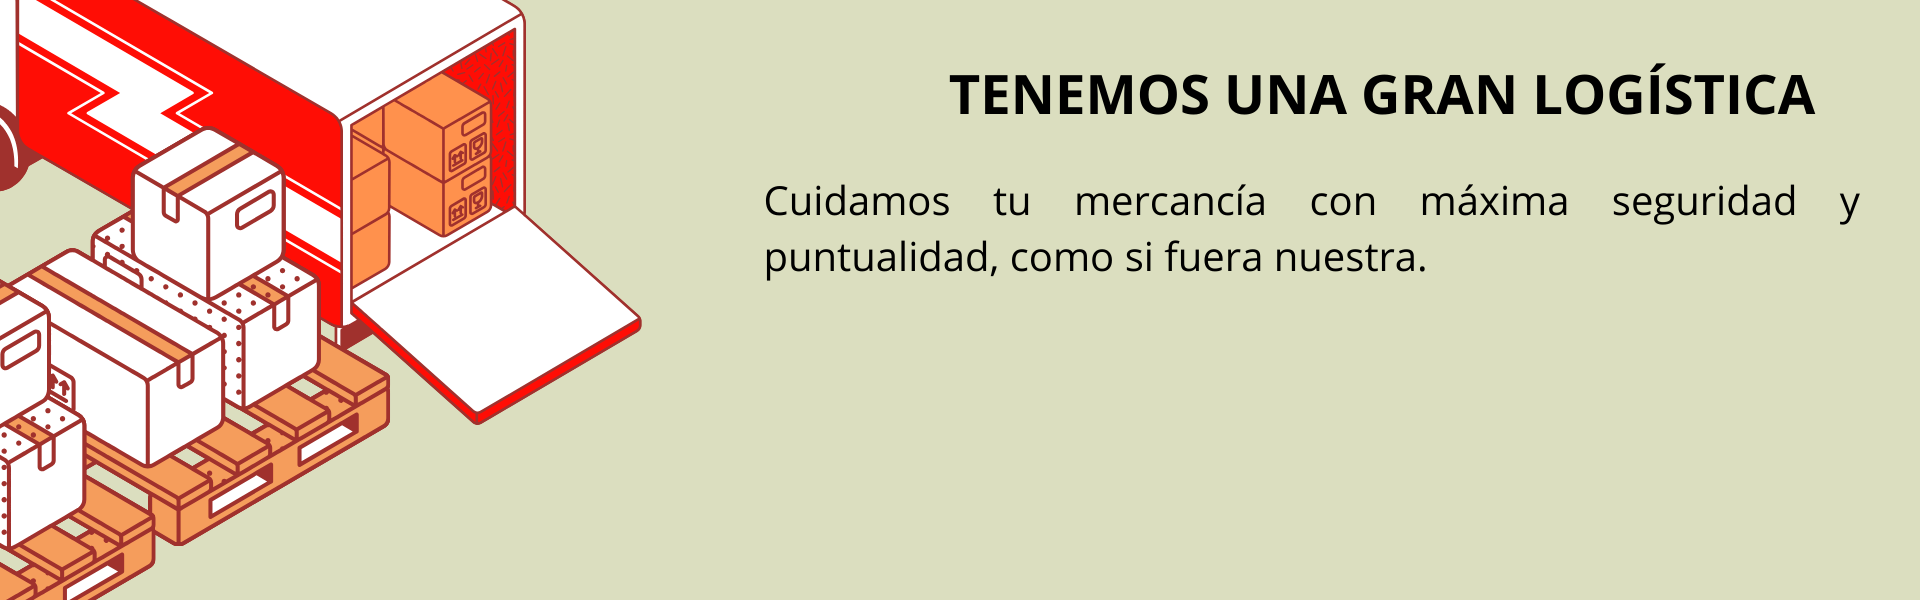 TENEMOS UNA GRAN LOGÍSTICA
Cuidamos tu mercancía con máxima seguridad y
puntualidad, como si fuera nuestra.